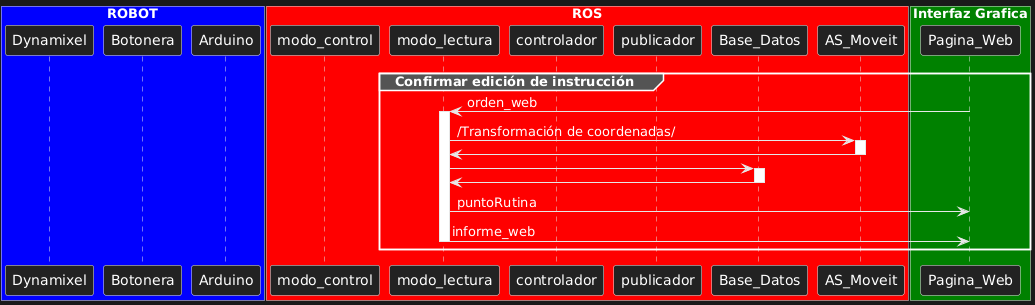 ROBOT
ROS
Interfaz Grafica
Dynamixel
Botonera
Arduino
modo_control
modo_lectura
controlador
publicador
Base_Datos
AS_Moveit
Pagina_Web
Confirmar edición de instrucción
orden_web
/Transformación de coordenadas/
puntoRutina
informe_web
Dynamixel
Botonera
Arduino
modo_control
modo_lectura
controlador
publicador
Base_Datos
AS_Moveit
Pagina_Web